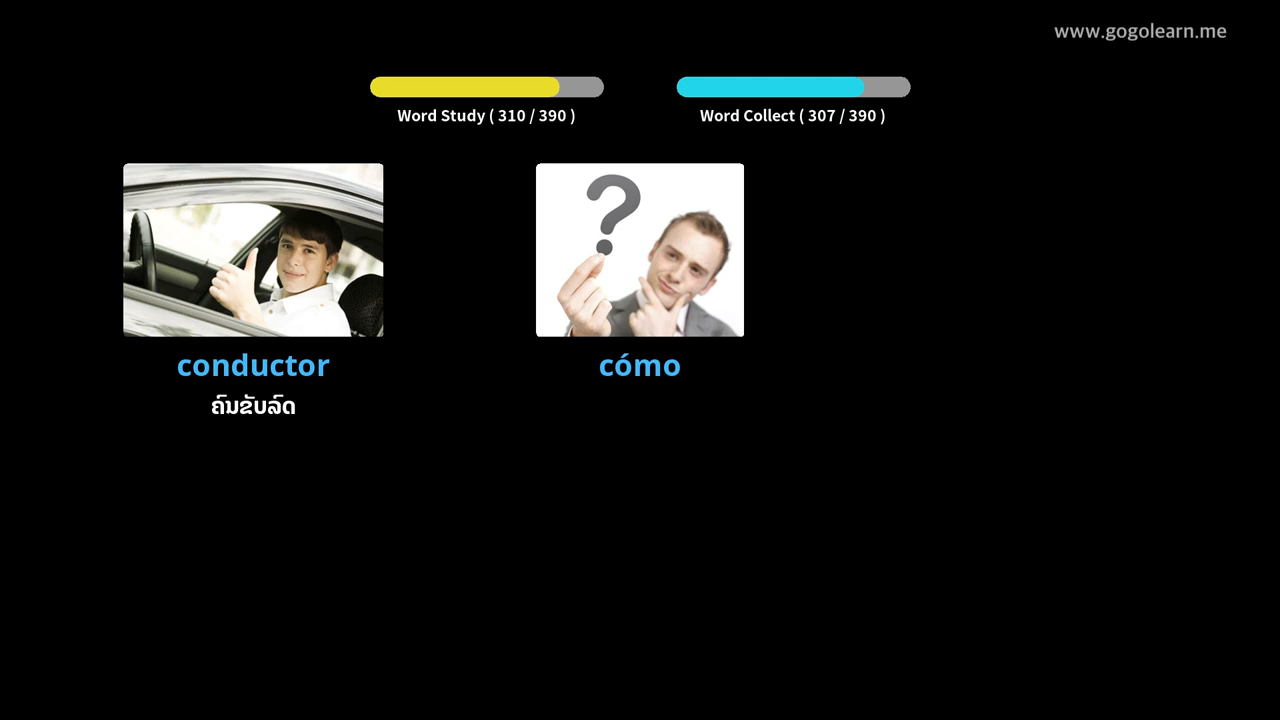 www.gogolearn.me
Word Study ( 310 / 390 )
Word Collect ( 307 / 390 )
conductor
cómo
ຄົນຂັບລົດ